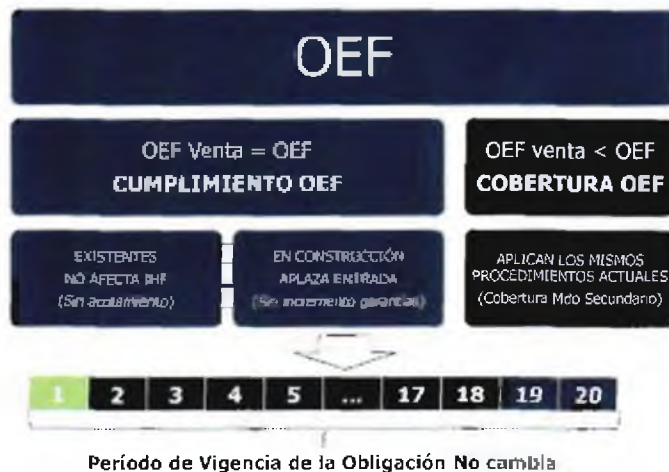 OEF
OEF Venta = OEF
CUMPLIMIENTO OEF
OEF venta < OEF
COBERTURA OEF
EXISTENTES
NO AFECTA IHF
(Sin acotamiento)
EN CONSTRUCCIÓN
APLAZA ENTRADA
(Sin incremento garantías)
APLICAN LOS MISMOS
PROCEDIMIENTOS ACTUALES
(Cobertura Mdo Secundario)
1 2 3 4 5 ... 17 18 19 20
Período de Vigencia de la Obligación No cambia